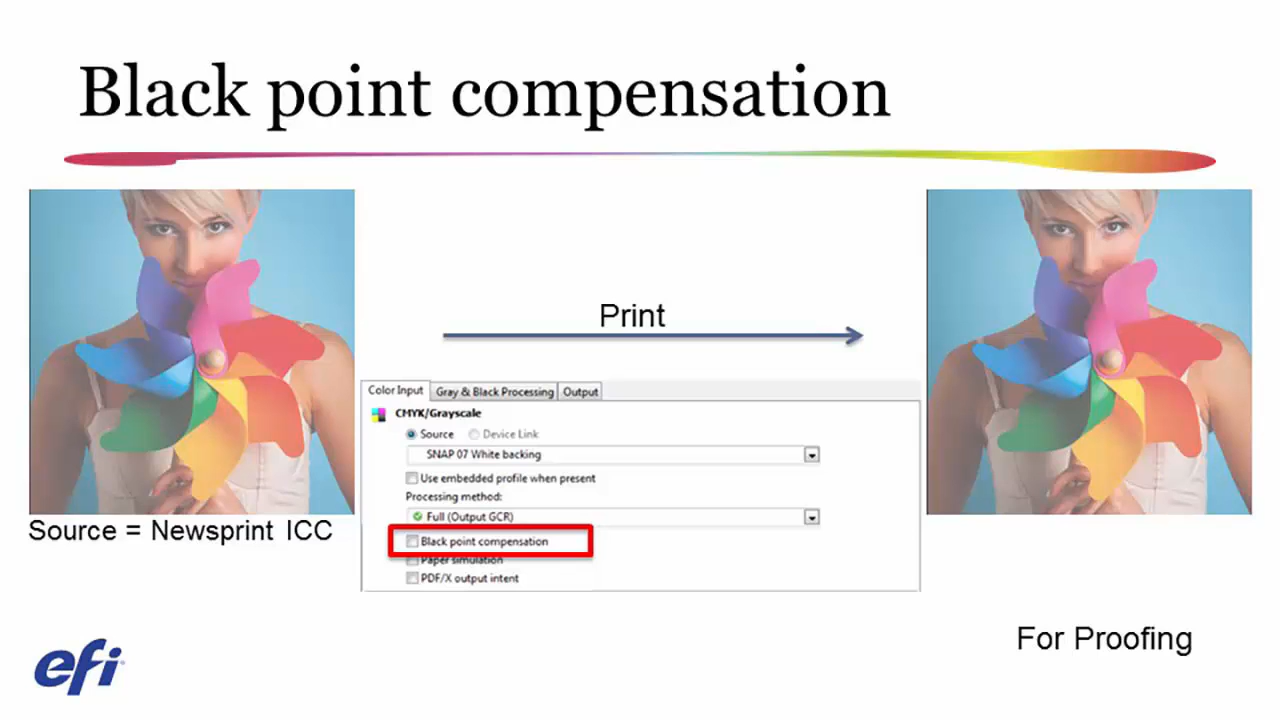 Black point compensation
Print
Color Input
Gray & Black Processing
Output
CMYK/Grayscale
Source
Device Link
SNAP 07 White backing
Use embedded profile when present
Processing method:
Full (Output GCR)
Black point compensation
Paper simulation
PDF/X output intent
Source = Newsprint ICC
For Proofing
efi